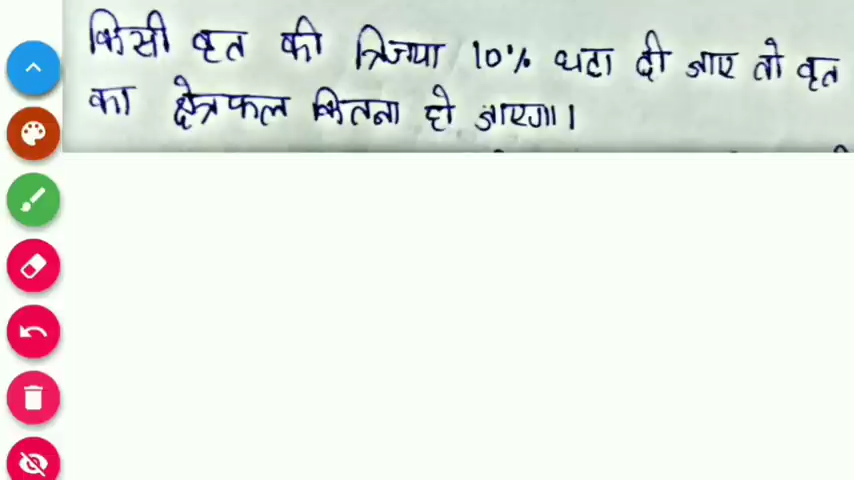 किसी वृत की त्रिज्या 10% घटा दी जाए तो वृत
का क्षेत्रफल कितना हो जाएगा।